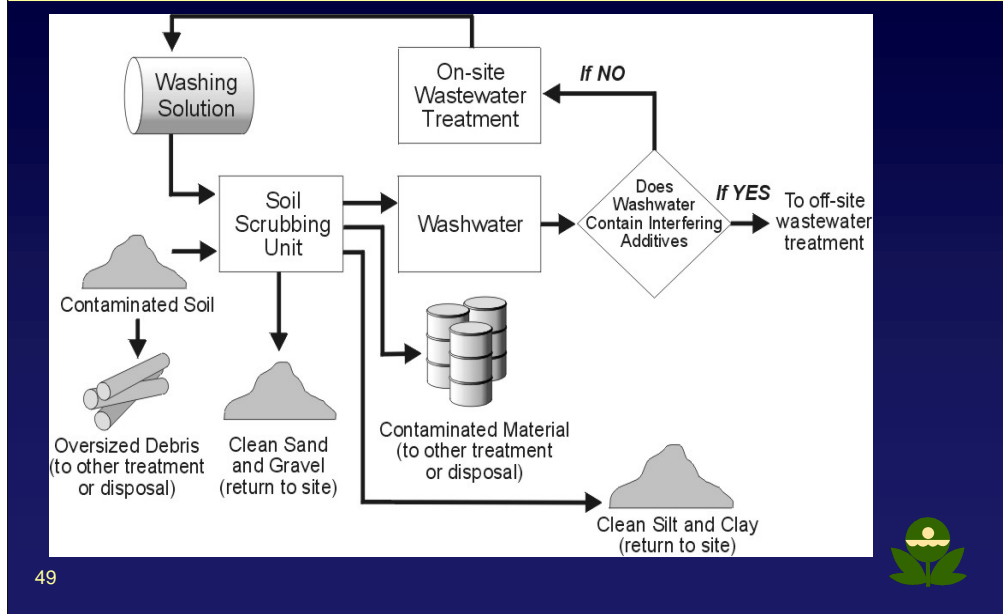 Washing
Solution
On-site
Wastewater
Treatment
If NO
Soil
Scrubbing
Unit
Washwater
Does
Washwater
Contain Interfering
Additives
If YES
To off-site
wastewater
treatment
Contaminated Soil
Oversized Debris
(to other treatment
or disposal)
Clean Sand
and Gravel
(return to site)
Contaminated Material
(to other treatment
or disposal)
Clean Silt and Clay
(return to site)
49